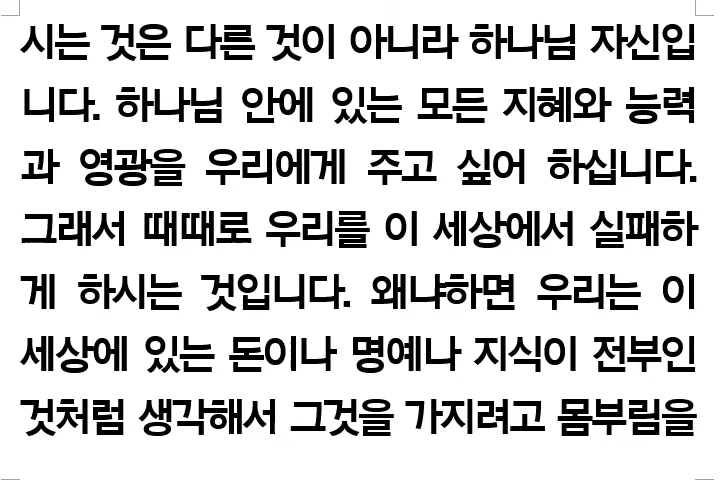 시는 것은 다른 것이 아니라 하나님 자신입
니다. 하나님 안에 있는 모든 지혜와 능력
과 영광을 우리에게 주고 싶어 하십니다.
그래서 때때로 우리를 이 세상에서 실패하
게 하시는 것입니다. 왜냐하면 우리는 이
세상에 있는 돈이나 명예나 지식이 전부인
것처럼 생각해서 그것을 가지려고 몸부림을